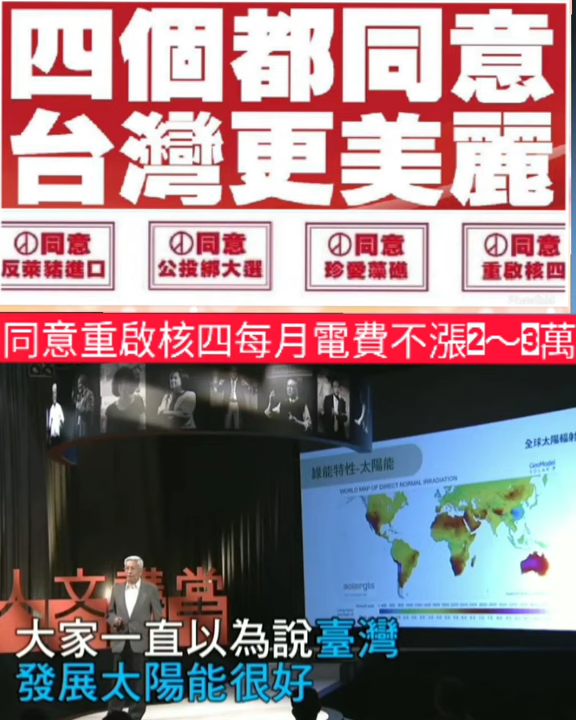 四個都同意
台灣更美麗
同意
反萊豬進口
同意
公投綁大選
同意
珍愛藻礁
同意
重啟核四
同意重啟核四每月電費不漲2～3萬
全球太陽輻射
綠能特性-太陽能
GeoModel
SOLAR
WORLD MAP OF DIRECT NORMAL IRRADIATION
solargis
人文講堂
大家一直以為說臺灣
發展太陽能很好